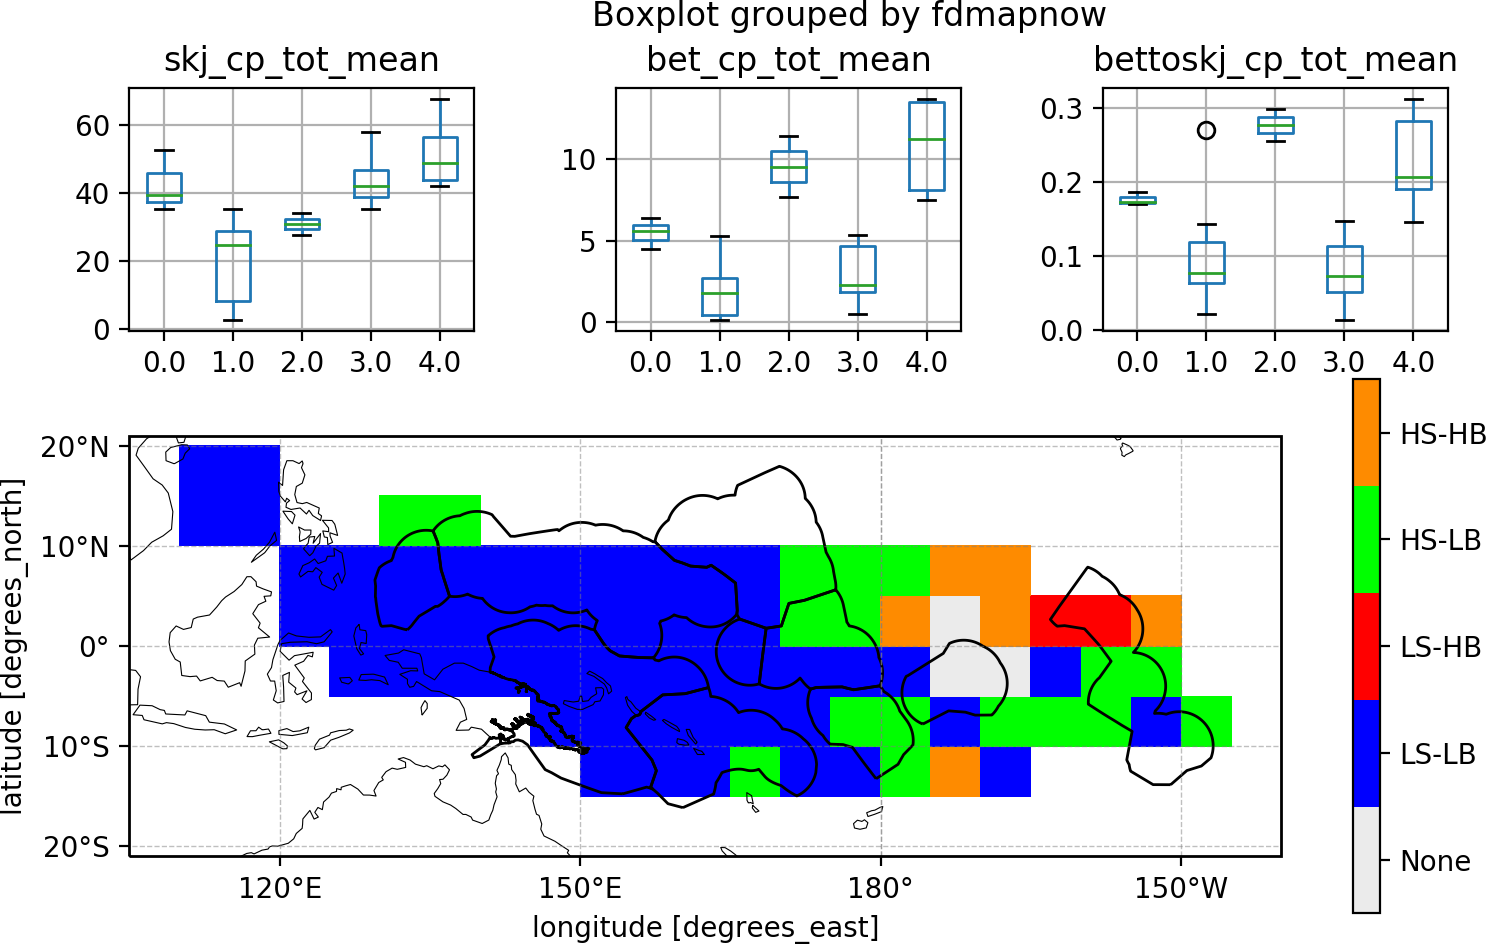 Boxplot grouped by fdmapnow
skj_cp_tot_mean
60
40
20
0
0.0 1.0 2.0 3.0 4.0
bet_cp_tot_mean
10
5
0
0.0 1.0 2.0 3.0 4.0
bettoskj_cp_tot_mean
0.3
0.2
0.1
0.0
0.0 1.0 2.0 3.0 4.0
latitude [degrees_north]
20°N
10°N
0°
10°S
20°S
120°E 150°E 180° 150°W
longitude [degrees_east]
HS-HB
HS-LB
LS-HB
LS-LB
None